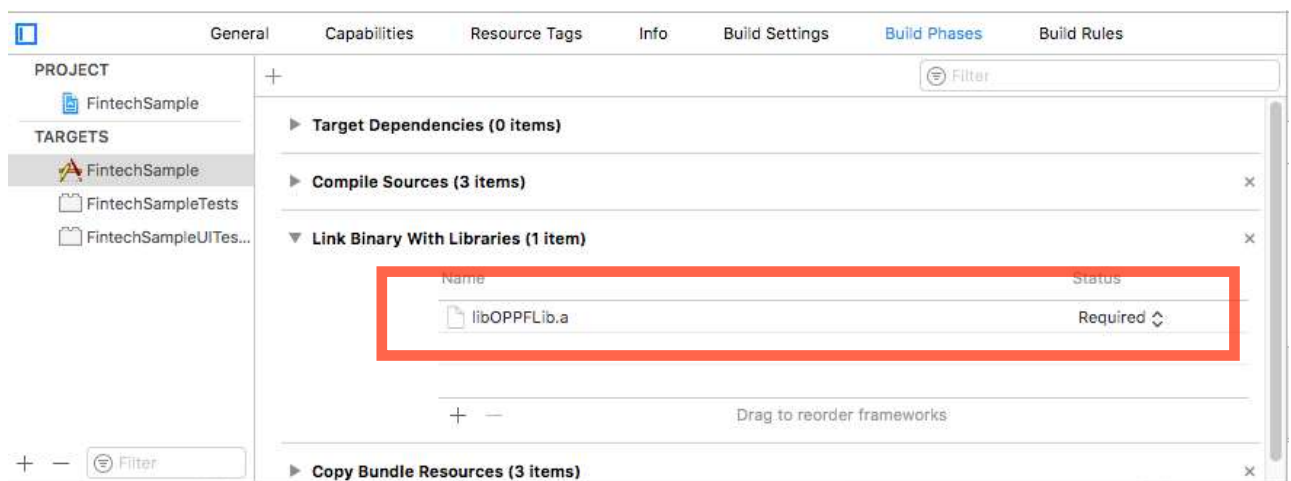 General Capabilities Resource Tags Info Build Settings Build Phases Build Rules
PROJECT
FintechSample
TARGETS
FintechSample
FintechSampleTests
FintechSampleUITes...
Filter
Filter
Target Dependencies (0 items)
Compile Sources (3 items)
Link Binary With Libraries (1 item)
Name Status
libOPPFLib.a Required
Drag to reorder frameworks
Copy Bundle Resources (3 items)